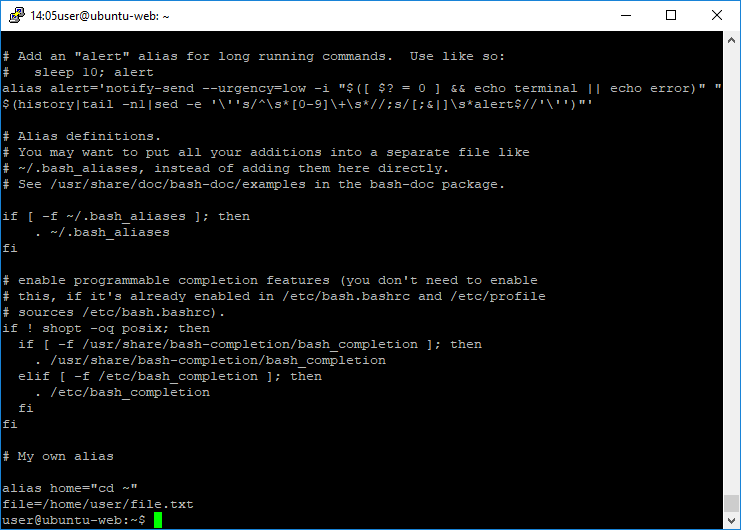 14:05user@ubuntu-web: ~
# Add an "alert" alias for long running commands.  Use like so:
#   sleep 10; alert
alias alert='notify-send --urgency=low -i "$([ $? = 0 ] && echo terminal || echo error)" "
$(history|tail -n1|sed -e '\''s/^\s*[0-9]\+\s*//;s/[;&|]\s*alert$//'\'')"'
# Alias definitions.
# You may want to put all your additions into a separate file like
# ~/.bash_aliases, instead of adding them here directly.
# See /usr/share/doc/bash-doc/examples in the bash-doc package.
if [ -f ~/.bash_aliases ]; then
    . ~/.bash_aliases
fi
# enable programmable completion features (you don't need to enable
# this, if it's already enabled in /etc/bash.bashrc and /etc/profile
# sources /etc/bash.bashrc).
if ! shopt -oq posix; then
  if [ -f /usr/share/bash-completion/bash_completion ]; then
    . /usr/share/bash-completion/bash_completion
  elif [ -f /etc/bash_completion ]; then
    . /etc/bash_completion
  fi
fi
# My own alias
alias home="cd ~"
file=/home/user/file.txt
user@ubuntu-web:~$